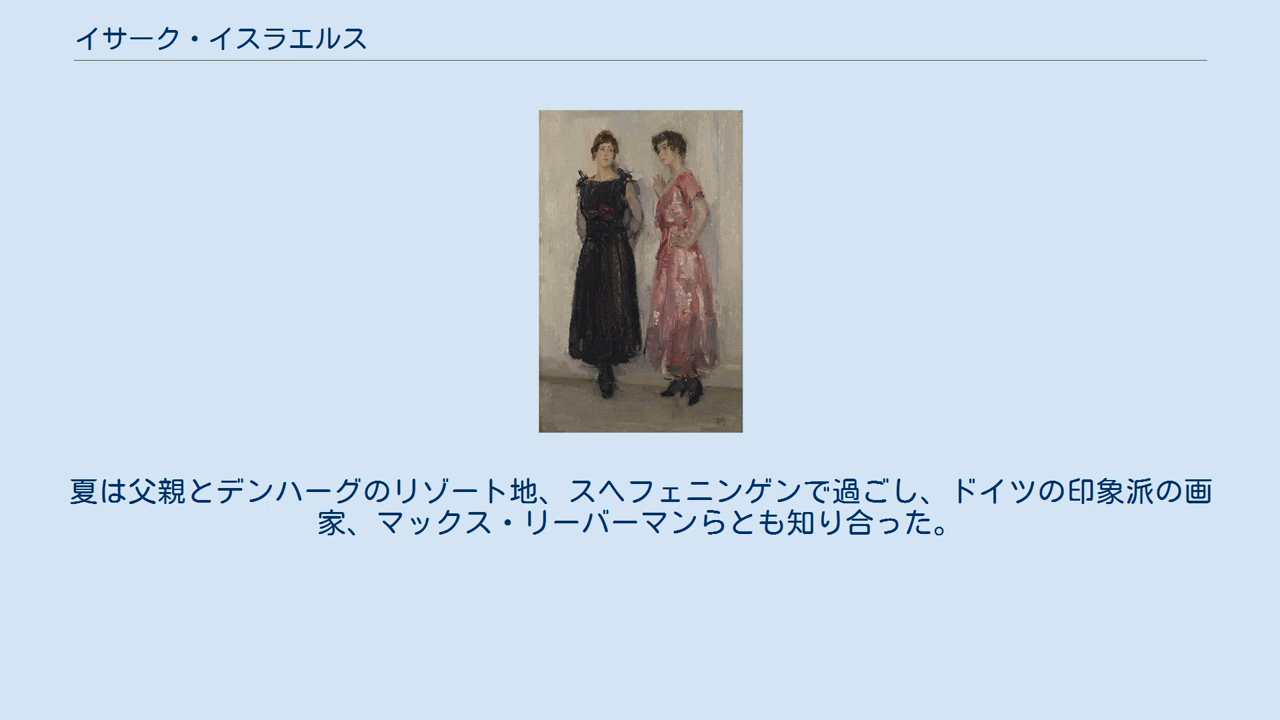 イサーク・イスラエルス
夏は父親とデンハーグのリゾート地、スヘフェニンゲンで過ごし、ドイツの印象派の画
家、マックス・リーバーマンらとも知り合った。